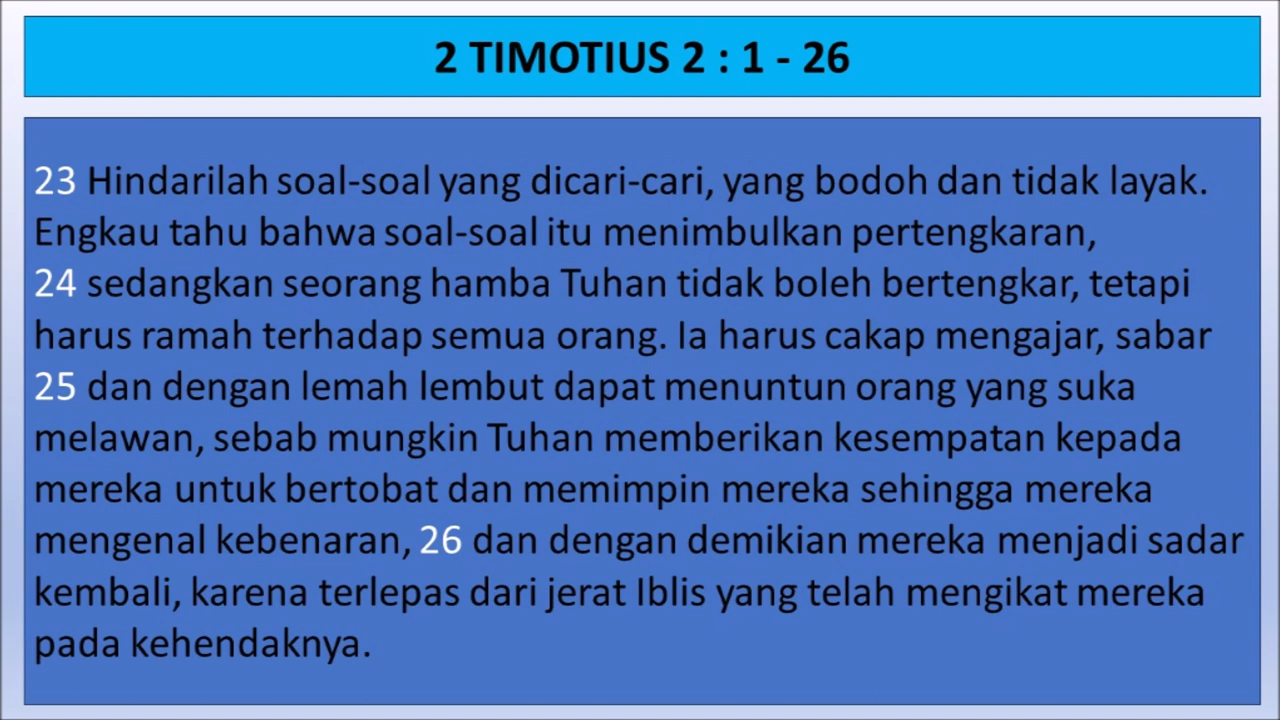 2 TIMOTIUS 2 : 1 - 26
23 Hindarilah soal-soal yang dicari-cari, yang bodoh dan tidak layak.
Engkau tahu bahwa soal-soal itu menimbulkan pertengkaran,
24 sedangkan seorang hamba Tuhan tidak boleh bertengkar, tetapi
harus ramah terhadap semua orang. Ia harus cakap mengajar, sabar
25 dan dengan lemah lembut dapat menuntun orang yang suka
melawan, sebab mungkin Tuhan memberikan kesempatan kepada
mereka untuk bertobat dan memimpin mereka sehingga mereka
mengenal kebenaran, 26 dan dengan demikian mereka menjadi sadar
kembali, karena terlepas dari jerat Iblis yang telah mengikat mereka
pada kehendaknya.